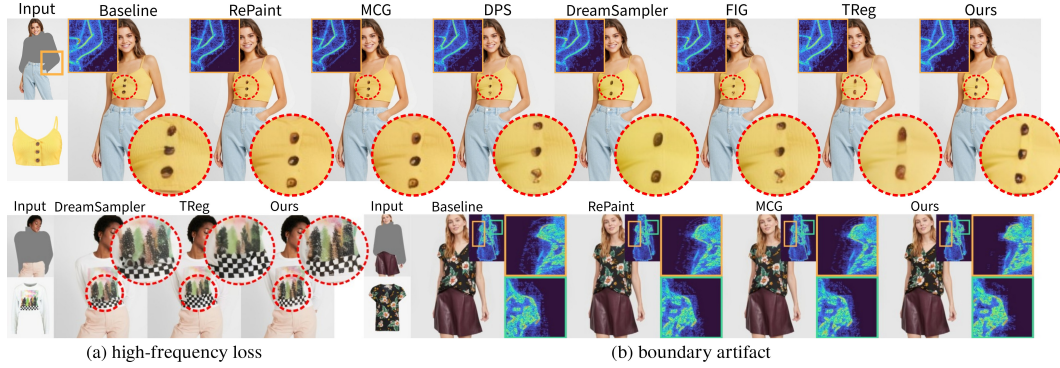 Input Baseline RePaint MCG DPS DreamSampler FIG TReg Ours
Input DreamSampler TReg Ours Input Baseline RePaint MCG Ours
(a) high-frequency loss (b) boundary artifact